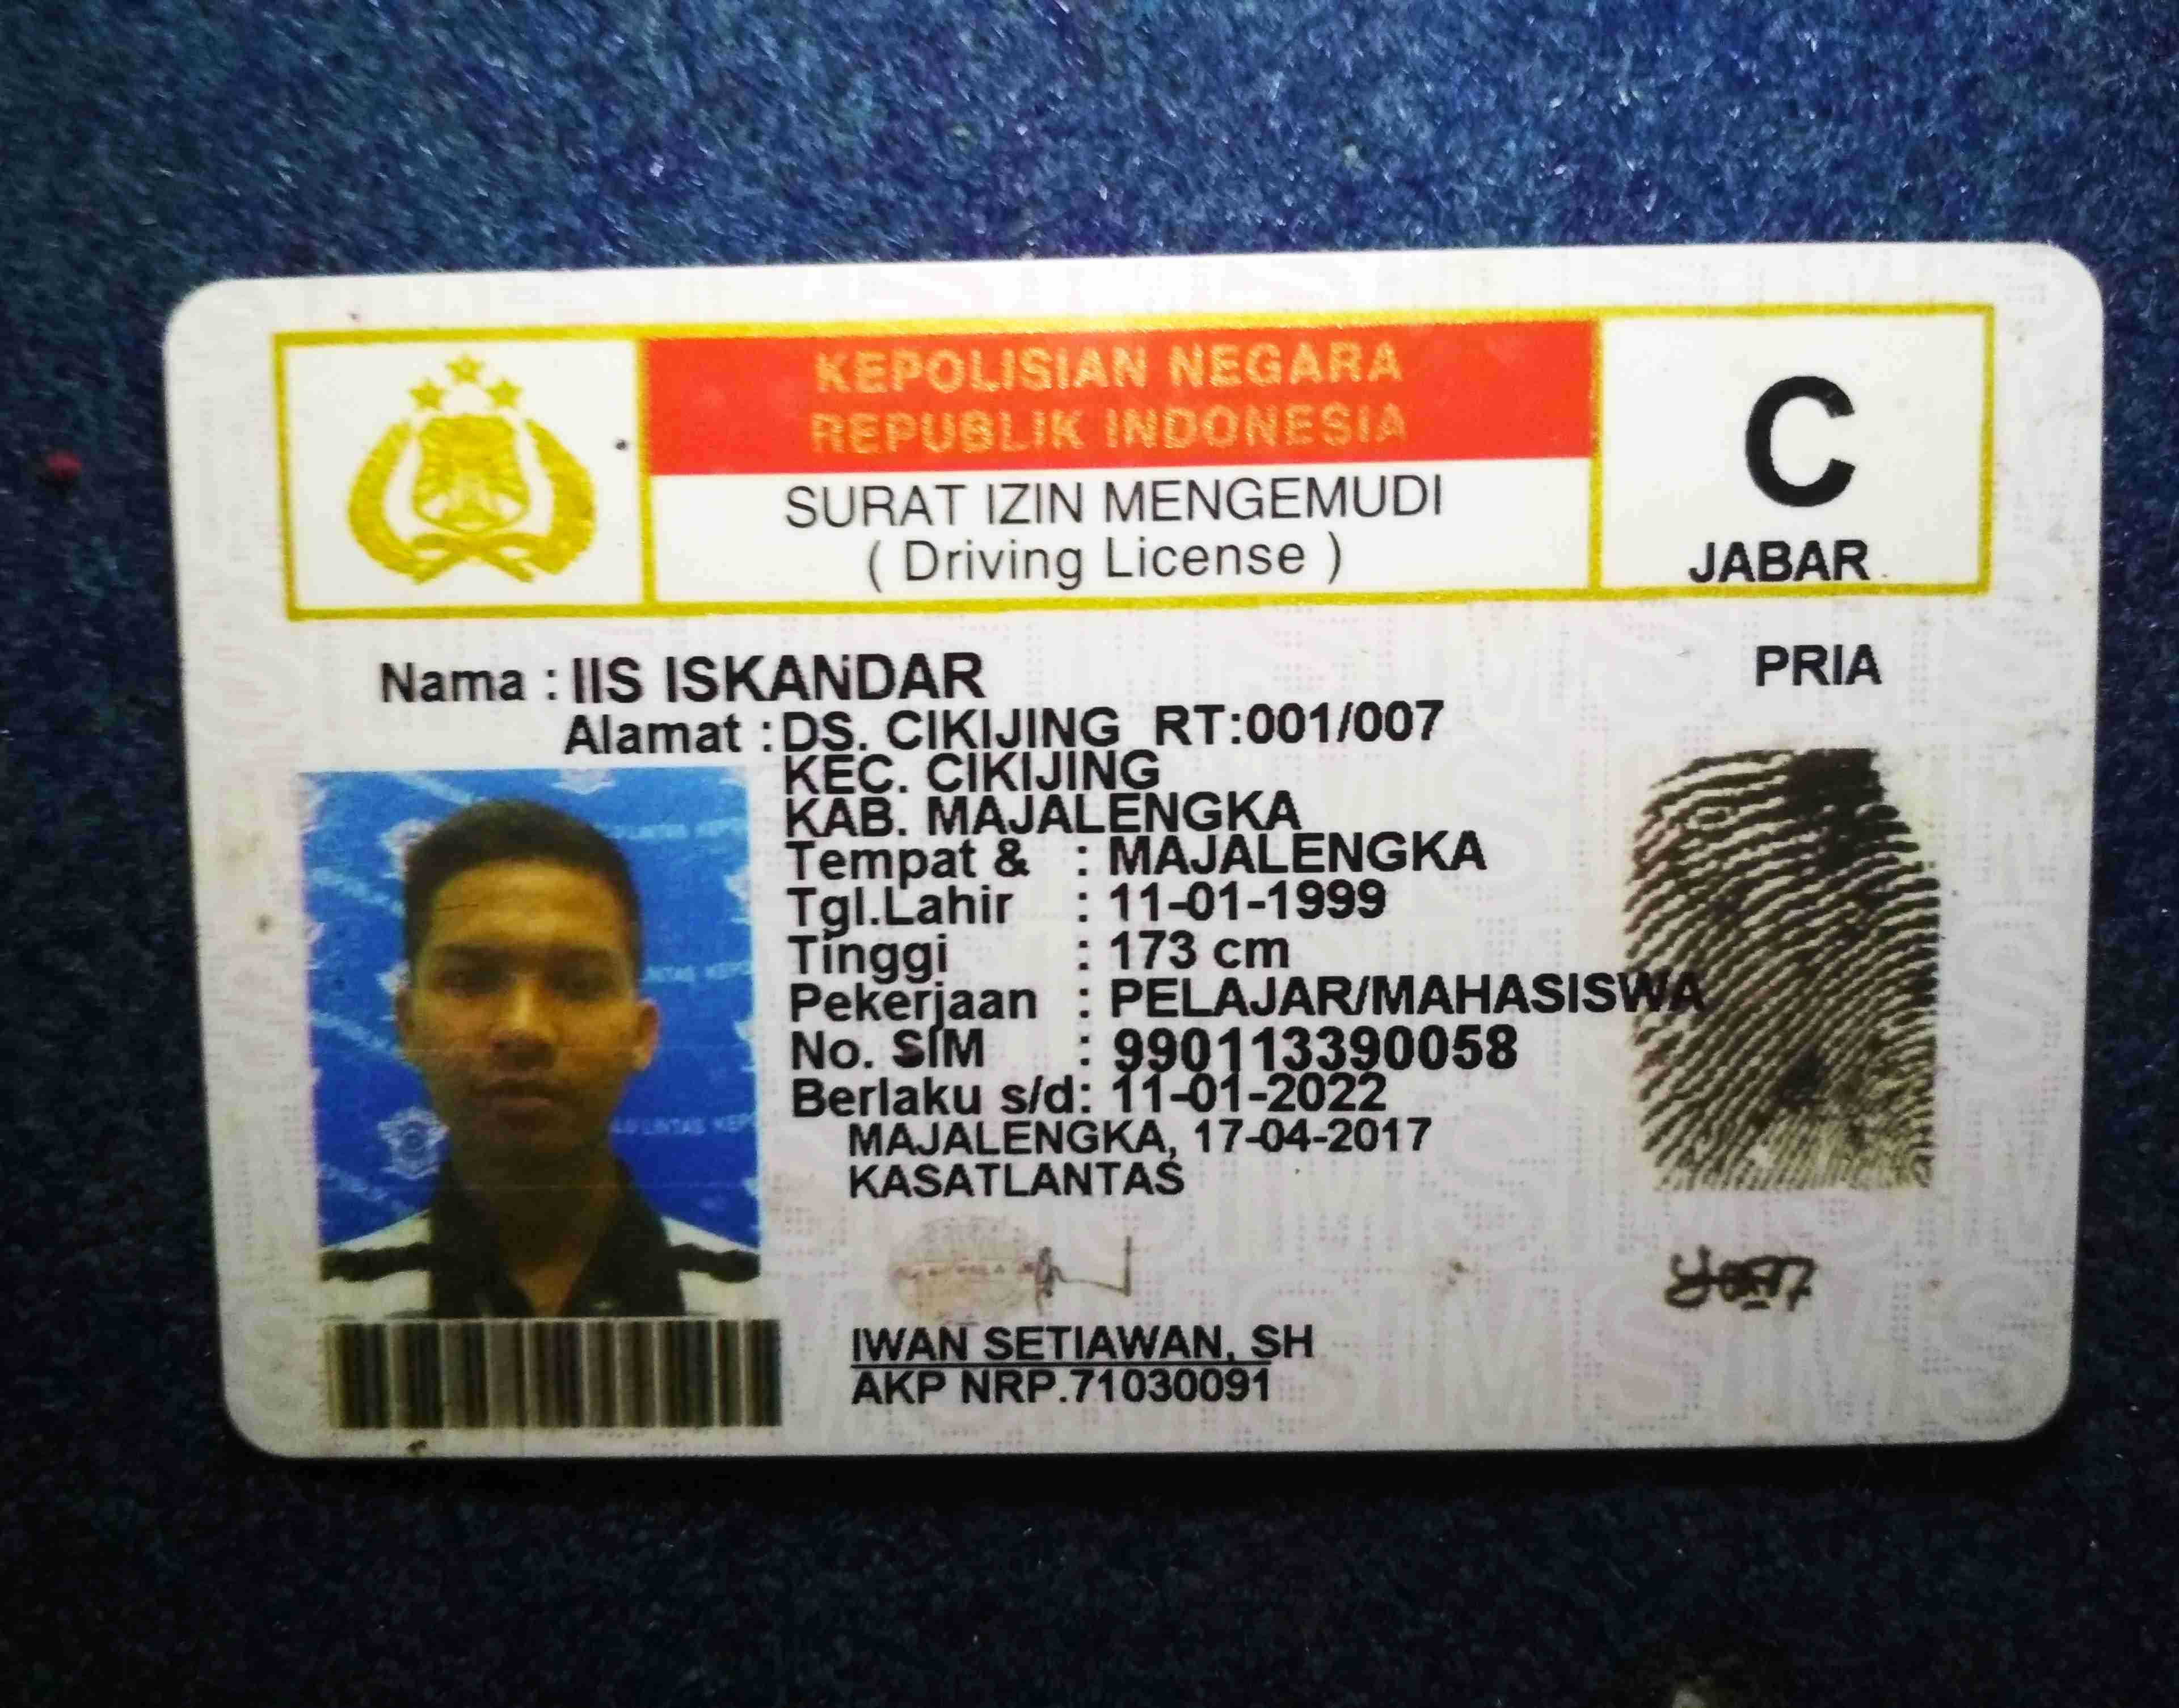 KEPOLISIAN NEGARA
REPUBLIK INDONESIA
SURAT IZIN MENGEMUDI
( Driving License )
C
JABAR
Nama : IIS ISKANDAR
PRIA
Alamat : DS. CIKIJING RT:001/007
KEC. CIKIJING
KAB. MAJALENGKA
Tempat & : MAJALENGKA
Tgl.Lahir : 11-01-1999
Tinggi : 173 cm
Pekerjaan : PELAJAR/MAHASISWA
No. SIM : 990113390058
Berlaku s/d: 11-01-2022
MAJALENGKA, 17-04-2017
KASATLANTAS
IWAN SETIAWAN, SH
AKP NRP.71030091